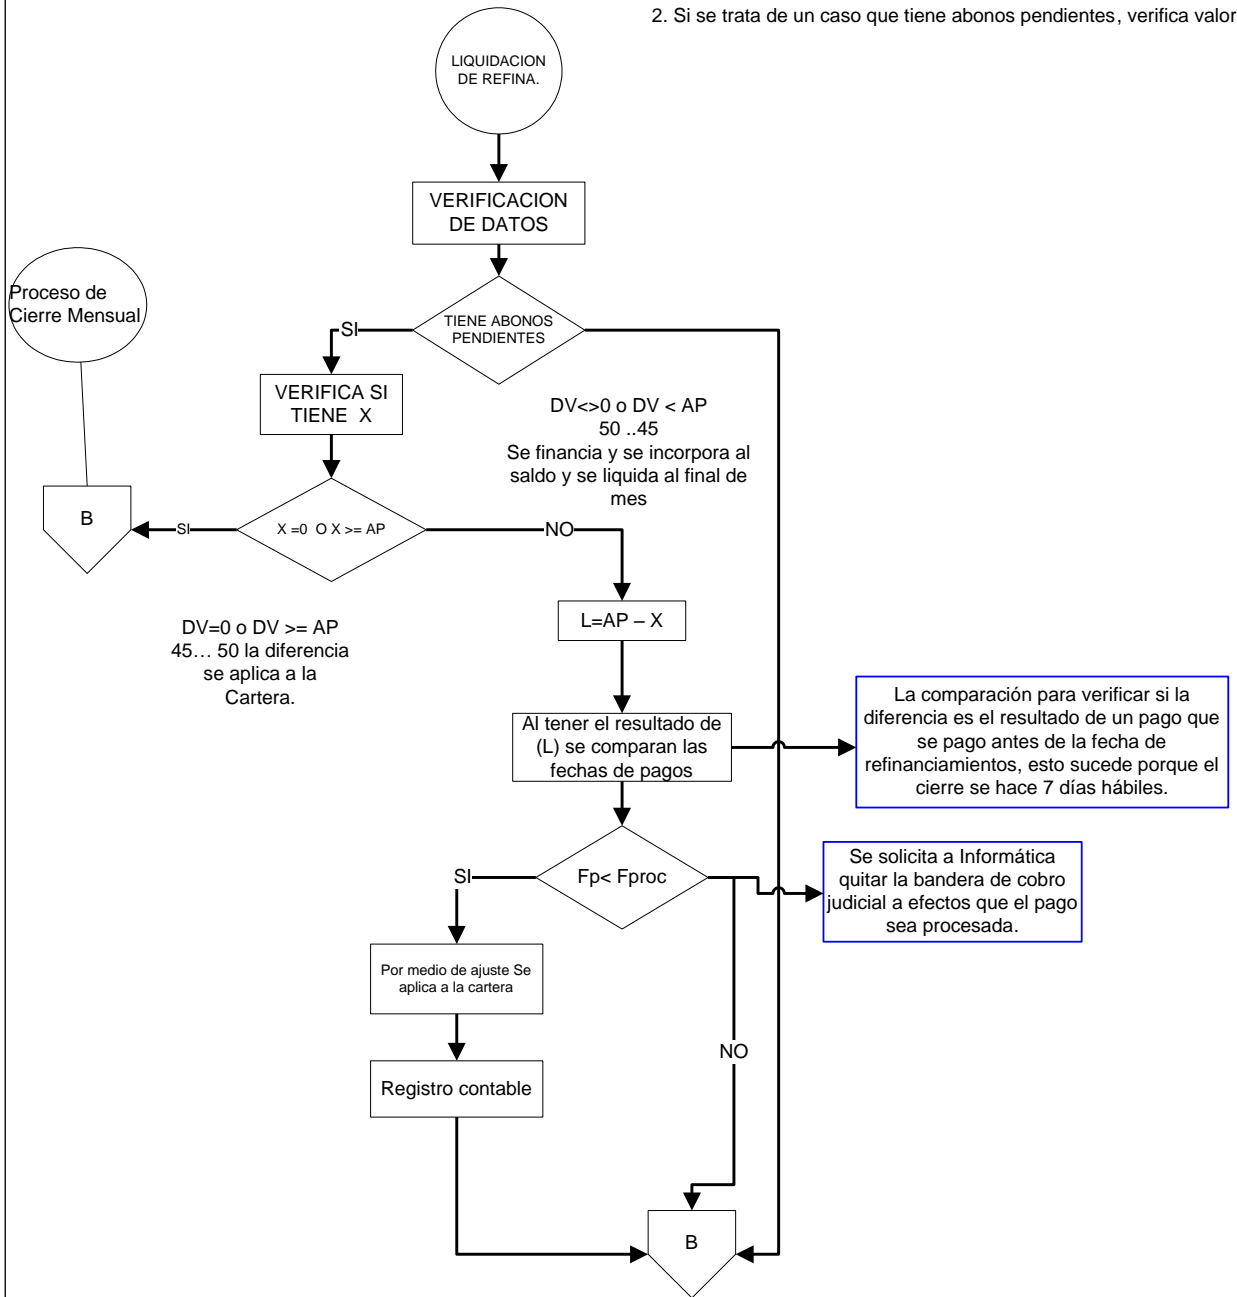 2. Si se trata de un caso que tiene abonos pendientes, verifica valor
LIQUIDACION
DE REFINA.
VERIFICACION
DE DATOS
Proceso de
Cierre Mensual
TIENE ABONOS
PENDIENTES
SI
VERIFICA SI
TIENE X
DV<>0 o DV < AP
50 ..45
Se financia y se incorpora al
saldo y se liquida al final de
mes
B
SI
X =0 O X >= AP
NO
DV=0 o DV >= AP
45… 50 la diferencia
se aplica a la
Cartera.
L=AP – X
Al tener el resultado de
(L) se comparan las
fechas de pagos
La comparación para verificar si la
diferencia es el resultado de un pago que
se pago antes de la fecha de
refinanciamientos, esto sucede porque el
cierre se hace 7 días hábiles.
SI
Fp< Fproc
Se solicita a Informática
quitar la bandera de cobro
judicial a efectos que el pago
sea procesada.
Por medio de ajuste Se
aplica a la cartera
NO
Registro contable
B